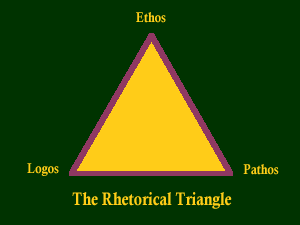 Ethos
Logos
Pathos
The Rhetorical Triangle